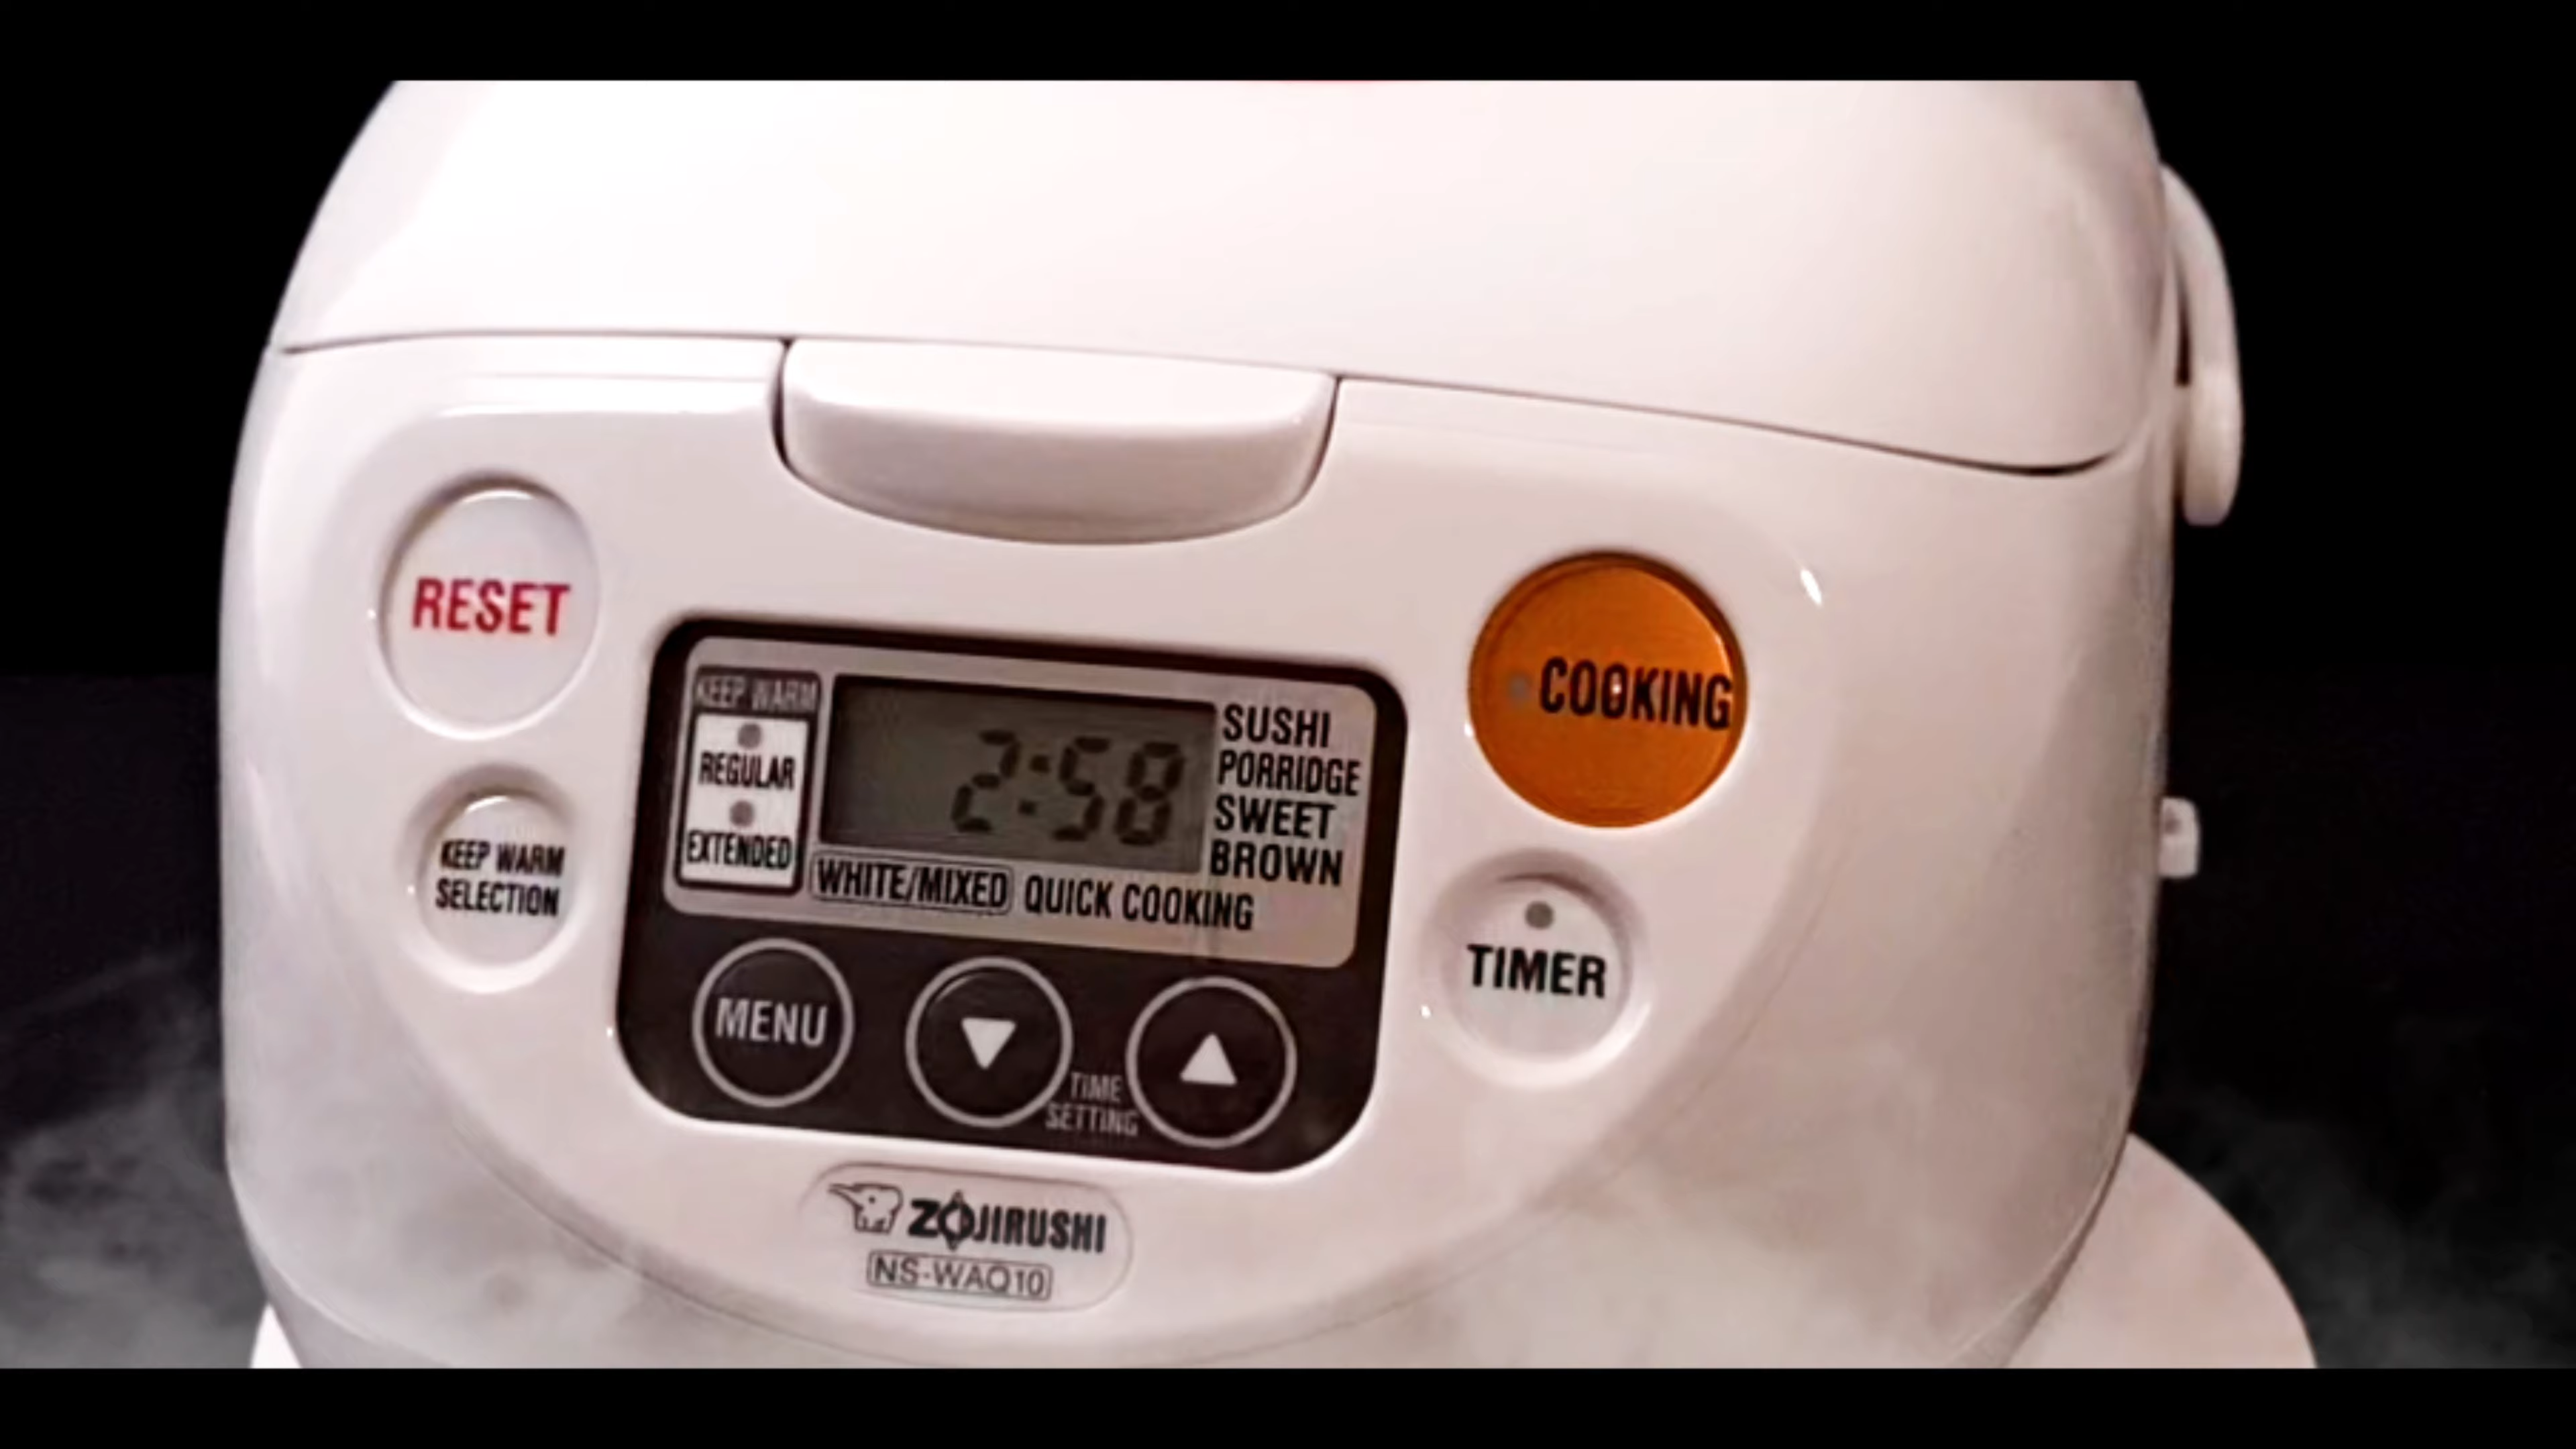 RESET
COOKING
KEEP WARM
REGULAR
EXTENDED
2:58
SUSHI
PORRIDGE
SWEET
BROWN
WHITE/MIXED QUICK COOKING
KEEP WARM
SELECTION
TIMER
MENU
TIME
SETTING
ZOJIRUSHI
NS-WAQ10